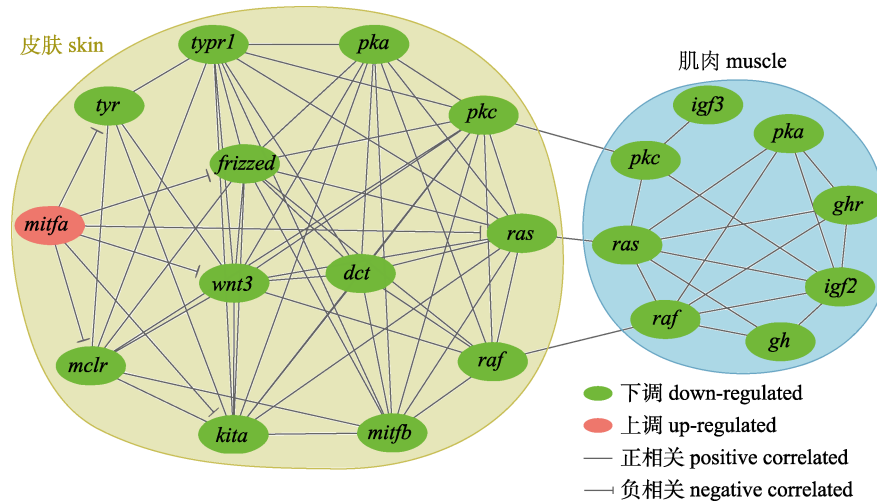 皮肤 skin
typr1
pka
tyr
pkc
frizzed
mitfa
ras
wnt3
dct
mclr
raf
kita
mitfb
肌肉 muscle
igf3
pka
pkc
ghr
ras
igf2
raf
gh
下调 down-regulated
上调 up-regulated
正相关 positive correlated
负相关 negative correlated